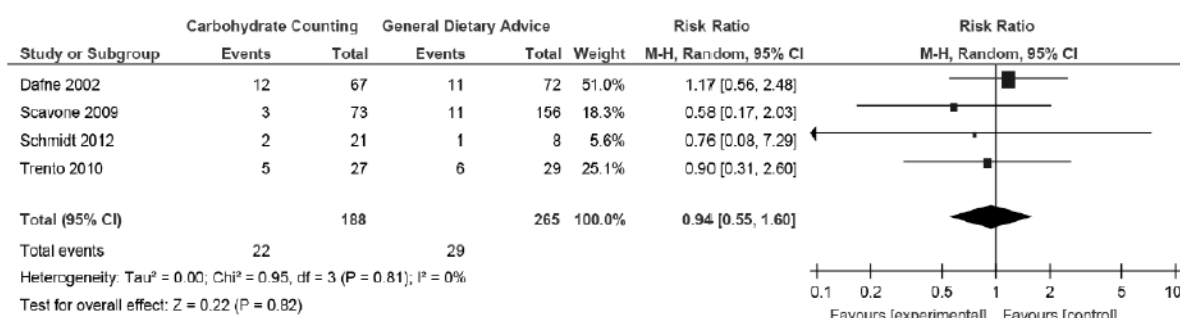 Carbohydrate Counting General Dietary Advice Risk Ratio Risk Ratio
Study or Subgroup Events Total Events Total Weight M-H, Random, 95% CI M-H, Random, 95% CI
Dafne 2002 12 67 11 72 51.0% 1.17 [0.56, 2.48]
Scavone 2009 3 73 11 156 18.3% 0.58 [0.17, 2.03]
Schmidt 2012 2 21 1 8 5.6% 0.76 [0.08, 7.29]
Trento 2010 5 27 6 29 25.1% 0.90 [0.31, 2.60]
Total (95% CI) 188 265 100.0% 0.94 [0.55, 1.60]
Total events 22 29
Heterogeneity: Tau² = 0.00; Chi² = 0.95, df = 3 (P = 0.81); I² = 0%
Test for overall effect: Z = 0.22 (P = 0.82)
0.1 0.2 0.5 1 2 5 10
Favours [experimental] Favours [control]